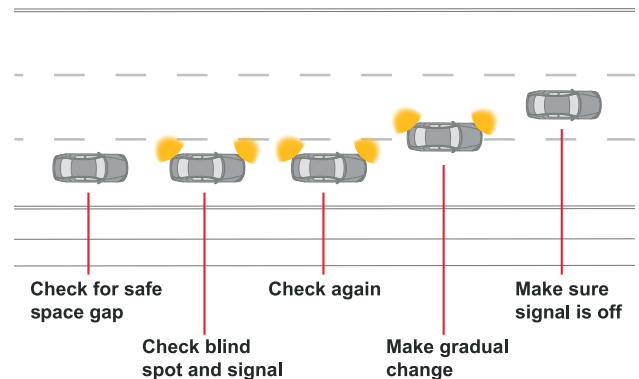 Check for safe
space gap
Check blind
spot and signal
Check again
Make gradual
change
Make sure
signal is off